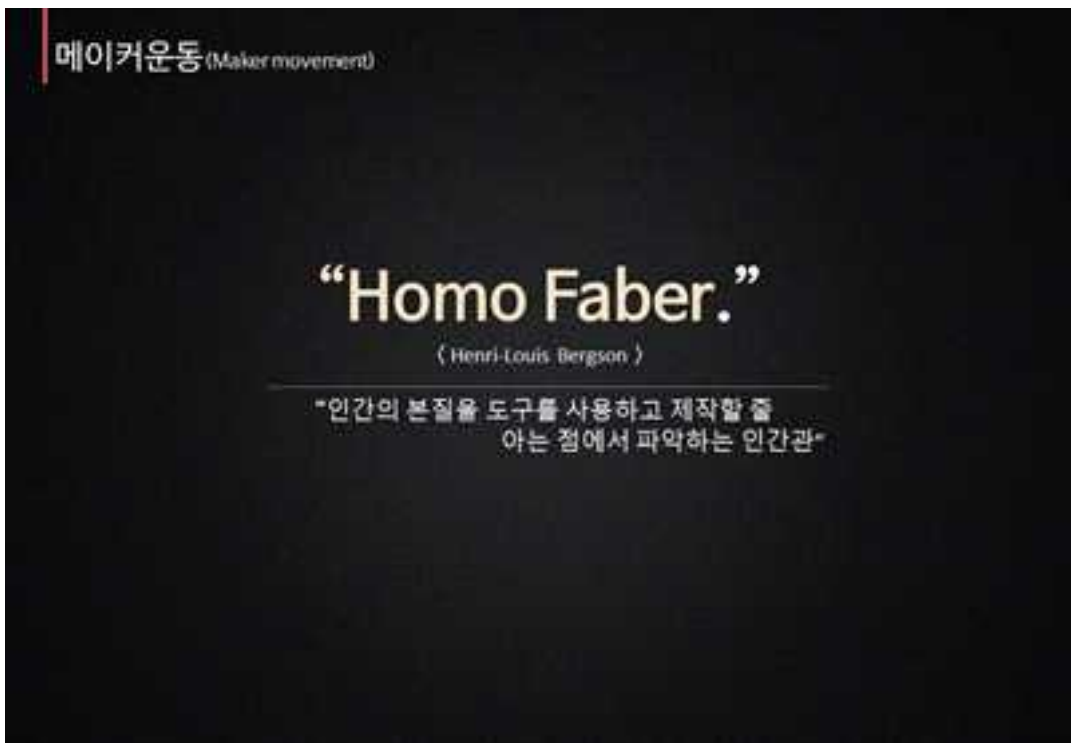 메이커운동(Maker movement)
“Homo Faber.”
( Henri-Louis Bergson )
"인간의 본질을 도구를 사용하고 제작할 줄
아는 점에서 파악하는 인간관"